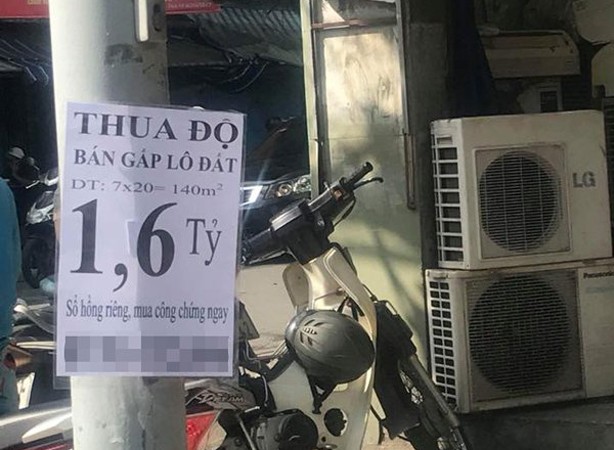 THUA ĐỘ
BÁN GẤP LÔ ĐẤT
DT: 7x20= 140m²
1,6 Tỷ
Sổ hồng riêng, mua công chứng ngay
LG
Panasonic
DREAM